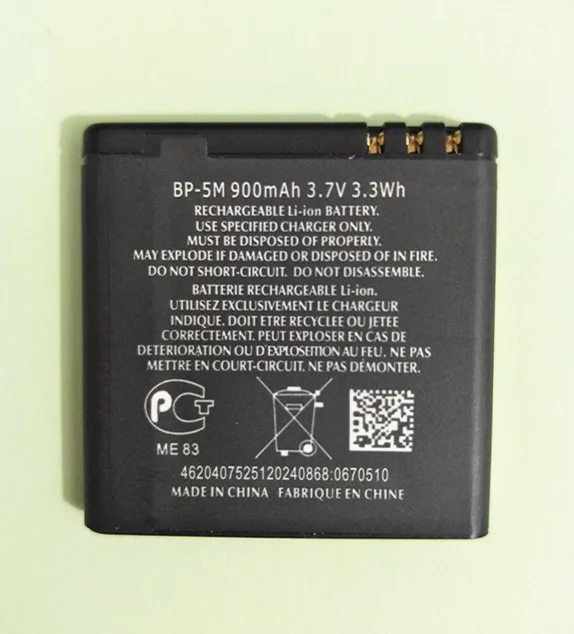 BP-5M 900mAh 3.7V 3.3Wh
RECHARGEABLE Li-ion BATTERY.
USE SPECIFIED CHARGER ONLY.
MUST BE DISPOSED OF PROPERLY.
MAY EXPLODE IF DAMAGED OR DISPOSED OF IN FIRE.
DO NOT SHORT-CIRCUIT. DO NOT DISASSEMBLE.
BATTERIE RECHARGEABLE Li-ion.
UTILISEZ EXCLUSIVEMENT LE CHARGEUR
INDIQUE. DOIT ETRE RECYCLEE OU JETEE
CORRECTEMENT. PEUT EXPLOSER EN CAS DE
DETERIORATION OU D'EXPLOSEMTION AU FEU. NE PAS
METTRE EN COURT-CIRCUIT. NE PAS DÉMONTER.
PCT
ME 83
4620407525120240868:0670510
MADE IN CHINA FABRIQUE EN CHINE